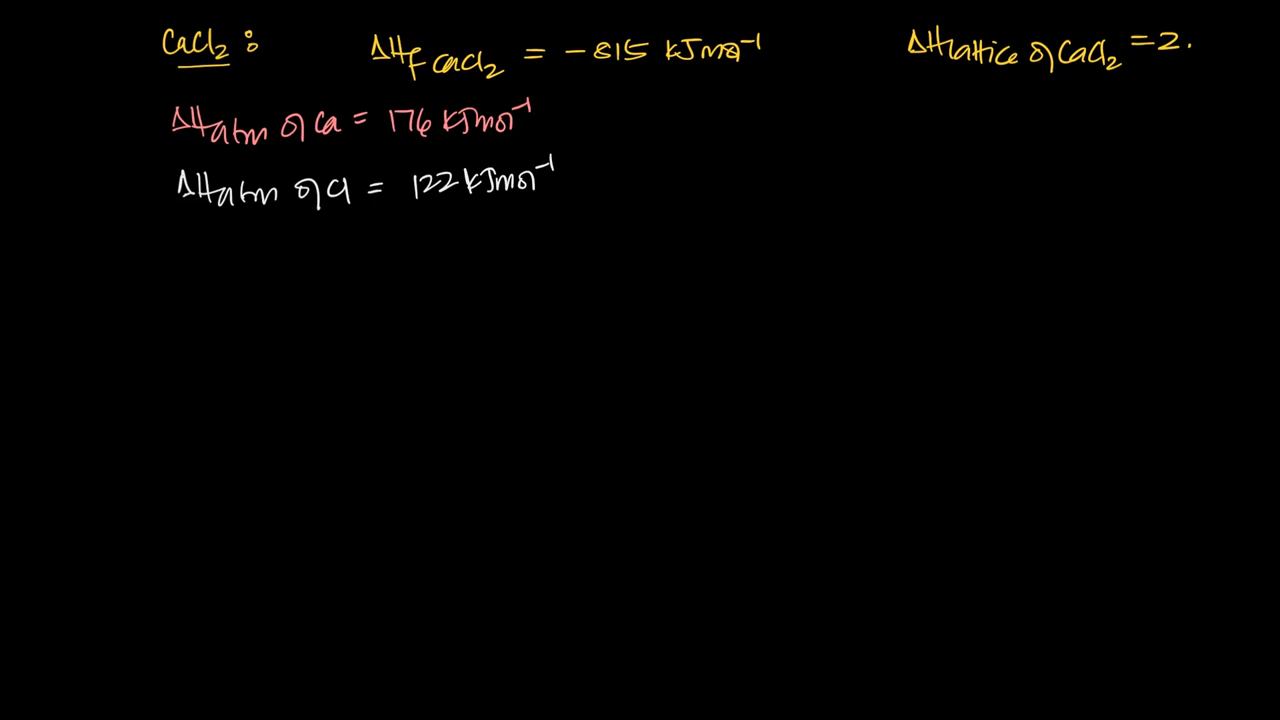 CaCl₂ : ΔHf CaCl₂ = -815 kJmol⁻¹ ΔHlattice of CaCl₂ = 2.
ΔHatm of Ca = 176 kJmol⁻¹
ΔHatm of Cl = 122 kJmol⁻¹